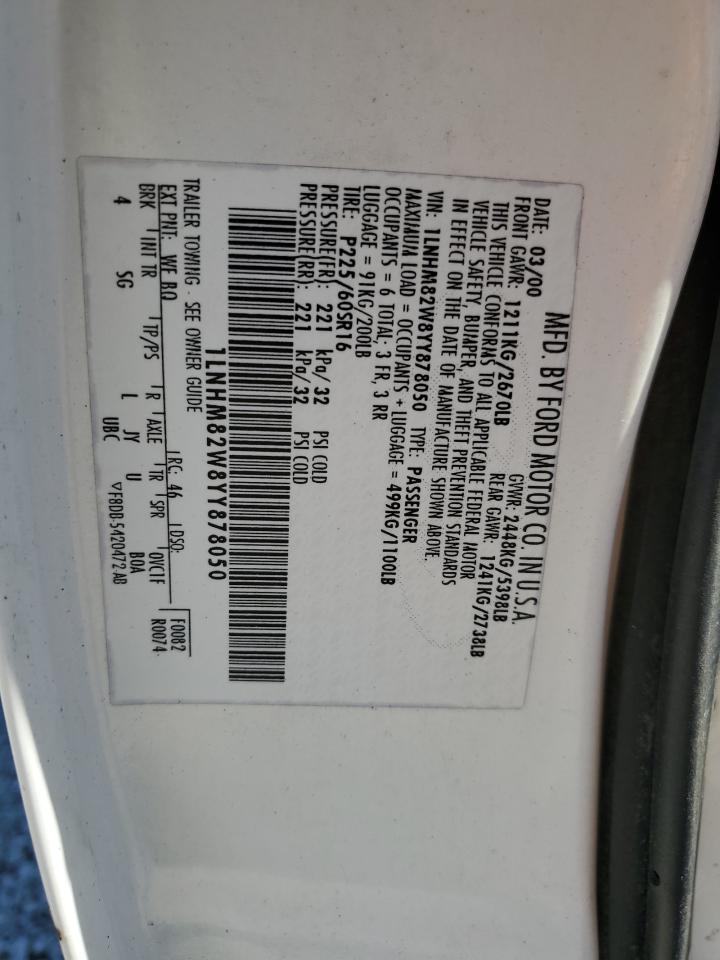 MFD. BY FORD MOTOR CO. IN U.S.A.
DATE: 03/00 GVWR: 2448KG/5398LB
FRONT GAWR: 1211KG/2670LB REAR GAWR: 1241KG/2738LB
THIS VEHICLE CONFORMS TO ALL APPLICABLE FEDERAL MOTOR
VEHICLE SAFETY, BUMPER, AND THEFT PREVENTION STANDARDS
IN EFFECT ON THE DATE OF MANUFACTURE SHOWN ABOVE.
VIN: 1LNHM82W8YY878050 TYPE: PASSENGER
MAXIMUM LOAD = OCCUPANTS + LUGGAGE = 499KG/1100LB
OCCUPANTS = 6 TOTAL; 3 FR, 3 RR
LUGGAGE = 91KG/200LB
TIRE: P225/60SR16
PRESSURE(FR): 221 kPa/32 PSI COLD
PRESSURE(RR): 221 kPa/32 PSI COLD
1LNHM82W8YY878050
TRAILER TOWING - SEE OWNER GUIDE
EXT PNT: WF BQ RC: 46 DSO: F0082
BRK INT TR TP/PS R AXLE TR SPR OVC1F R0074
4 SG L JY U BOA
UBC ▽F8DB-5420472-AB